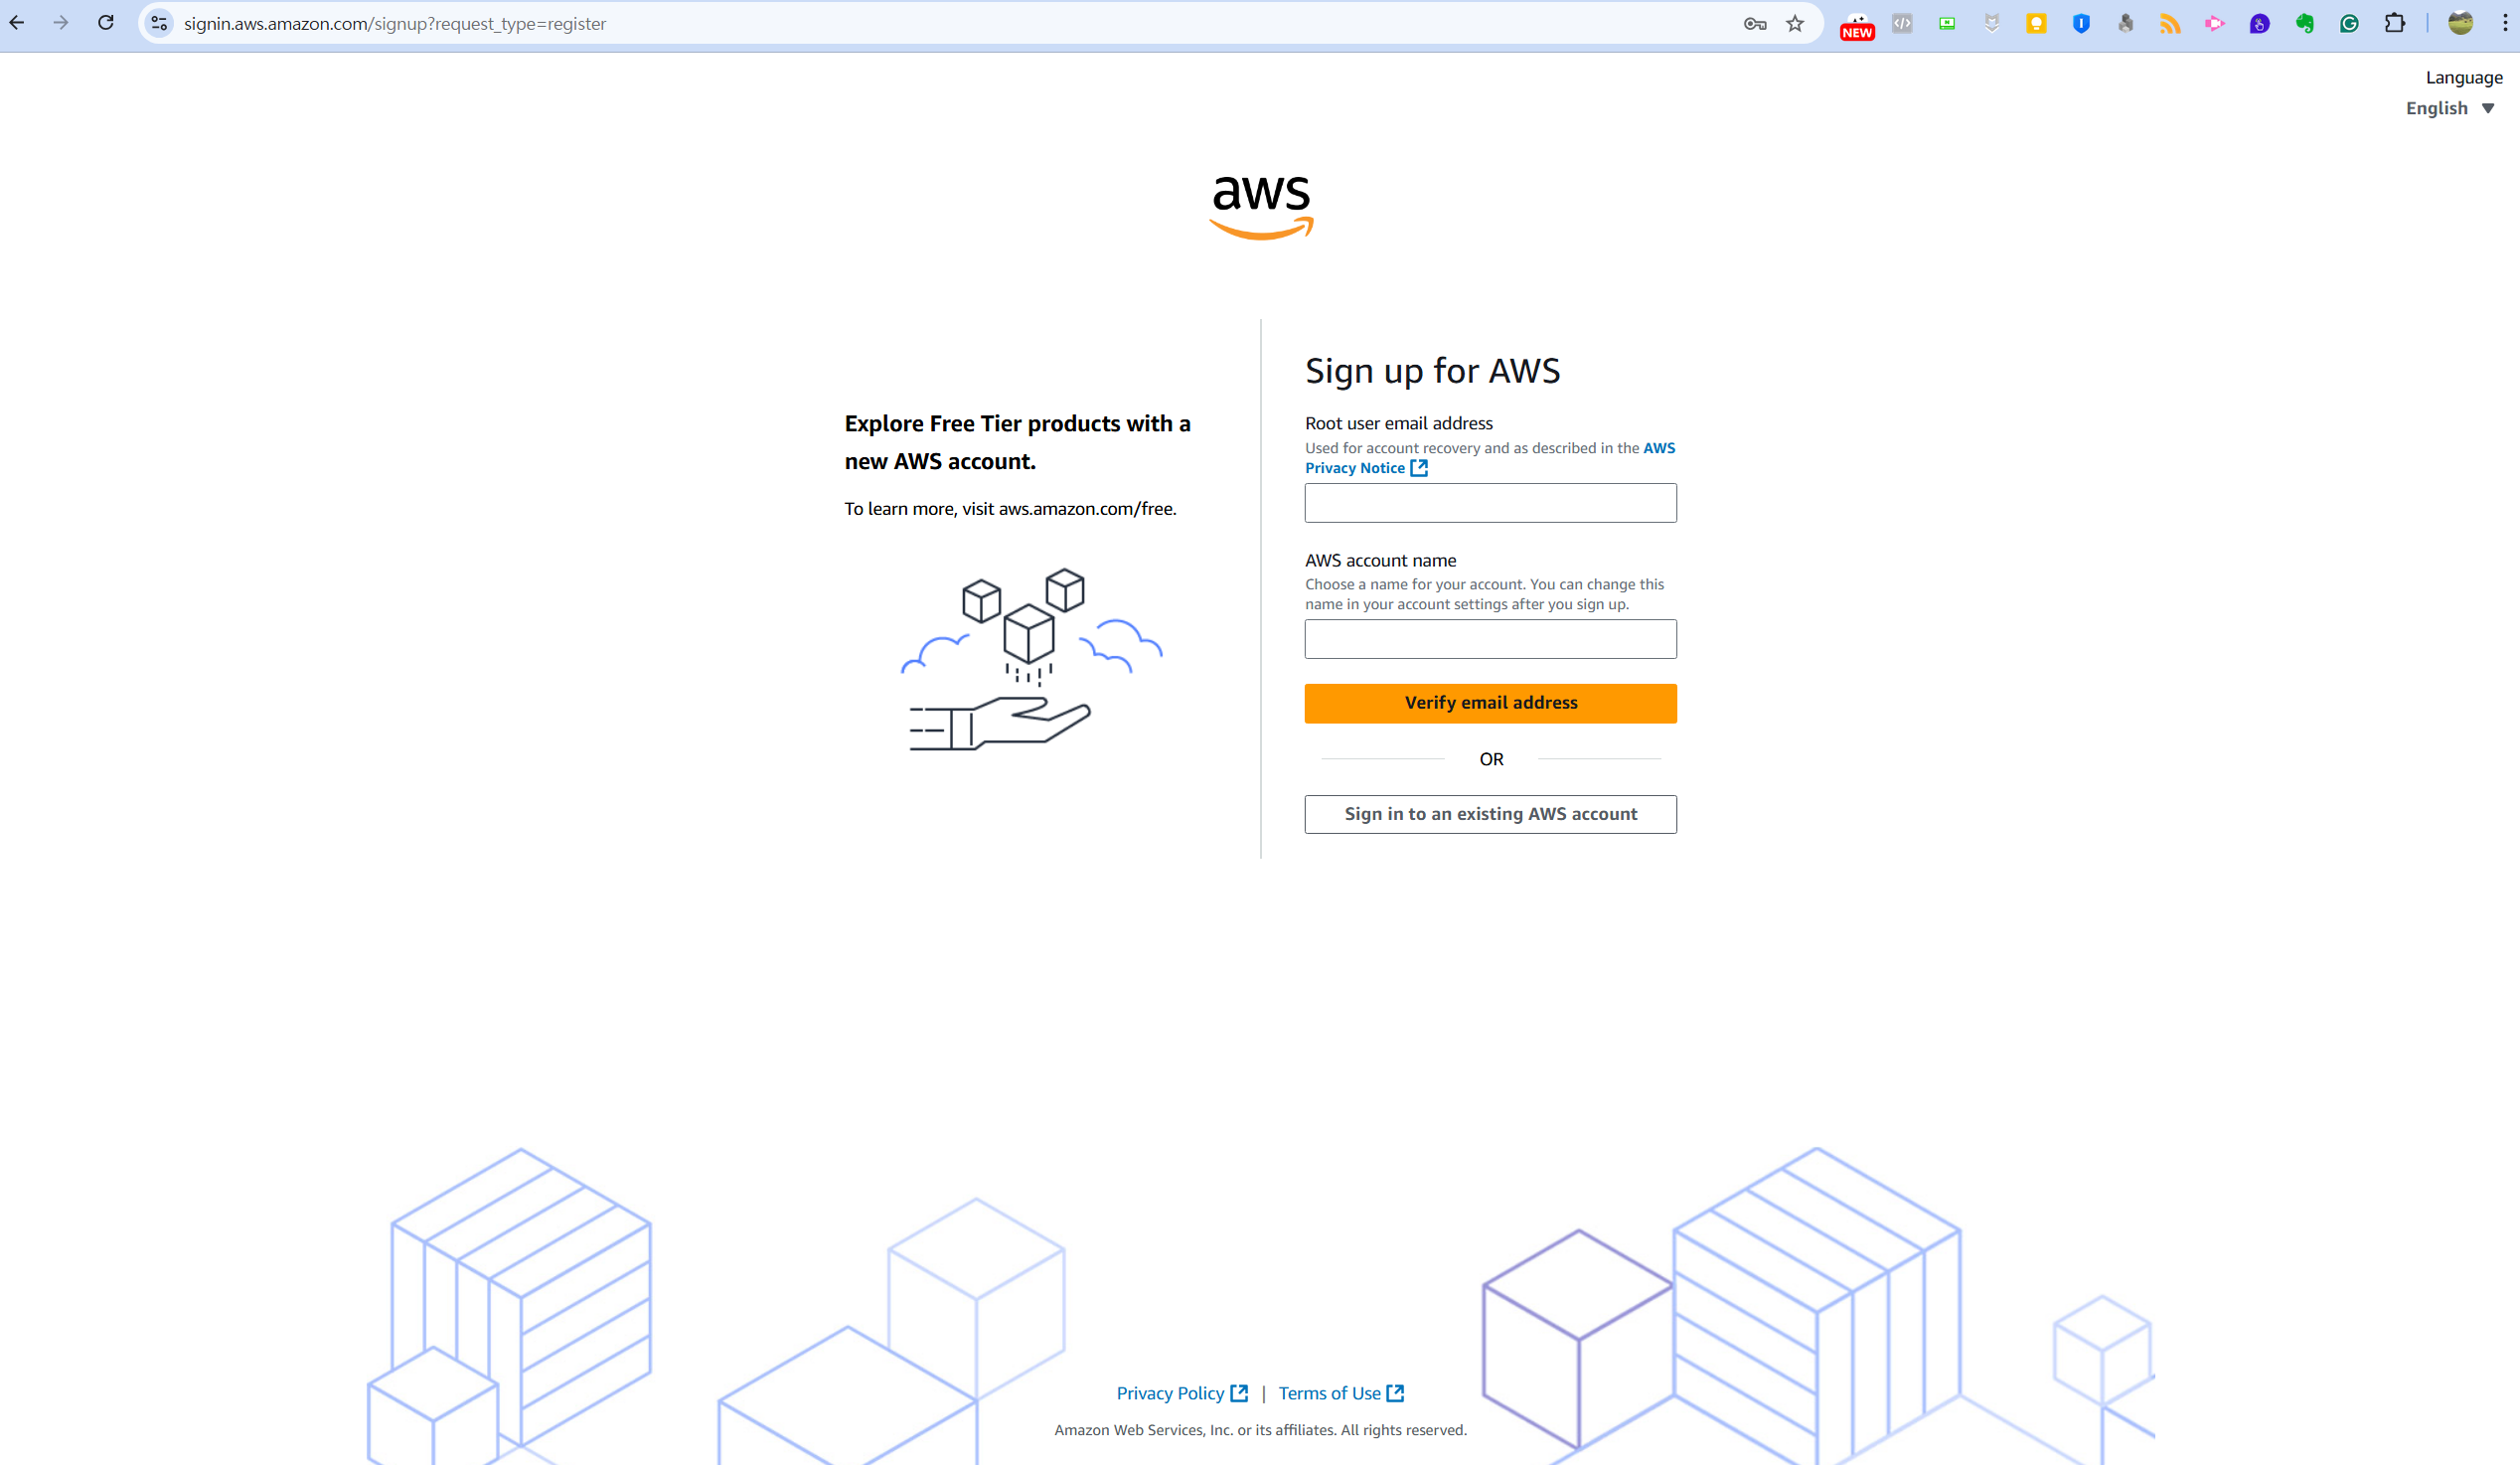 signin.aws.amazon.com/signup?request_type=register
NEW
Language
English
aws
Explore Free Tier products with a
new AWS account.
To learn more, visit aws.amazon.com/free.
Sign up for AWS
Root user email address
Used for account recovery and as described in the AWS
Privacy Notice
AWS account name
Choose a name for your account. You can change this
name in your account settings after you sign up.
Verify email address
OR
Sign in to an existing AWS account
Privacy Policy | Terms of Use
Amazon Web Services, Inc. or its affiliates. All rights reserved.